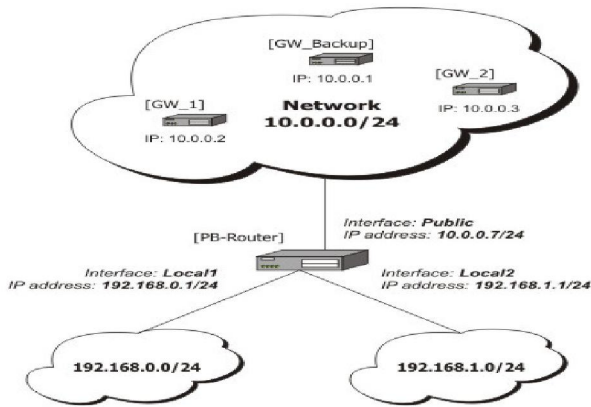 [GW_Backup]
IP: 10.0.0.1
[GW_1]
IP: 10.0.0.2
[GW_2]
IP: 10.0.0.3
Network
10.0.0.0/24
[PB-Router]
Interface: Public
IP address: 10.0.0.7/24
Interface: Local1
IP address: 192.168.0.1/24
Interface: Local2
IP address: 192.168.1.1/24
192.168.0.0/24
192.168.1.0/24